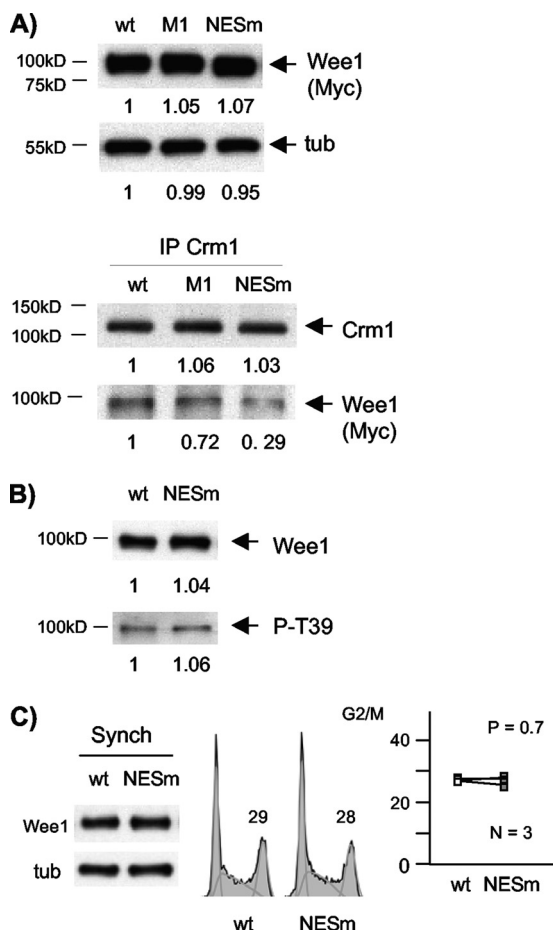 A)
wt M1 NESm
100kD
75kD
Wee1
(Myc)
1 1.05 1.07
55kD
tub
1 0.99 0.95
IP Crm1
wt M1 NESm
150kD
100kD
Crm1
1 1.06 1.03
100kD
Wee1
(Myc)
1 0.72 0. 29
B)
wt NESm
100kD
Wee1
1 1.04
100kD
P-T39
1 1.06
C)
Synch
wt NESm
Wee1
tub
29
28
wt NESm
G2/M
40
20
0
P = 0.7
N = 3
wt NESm